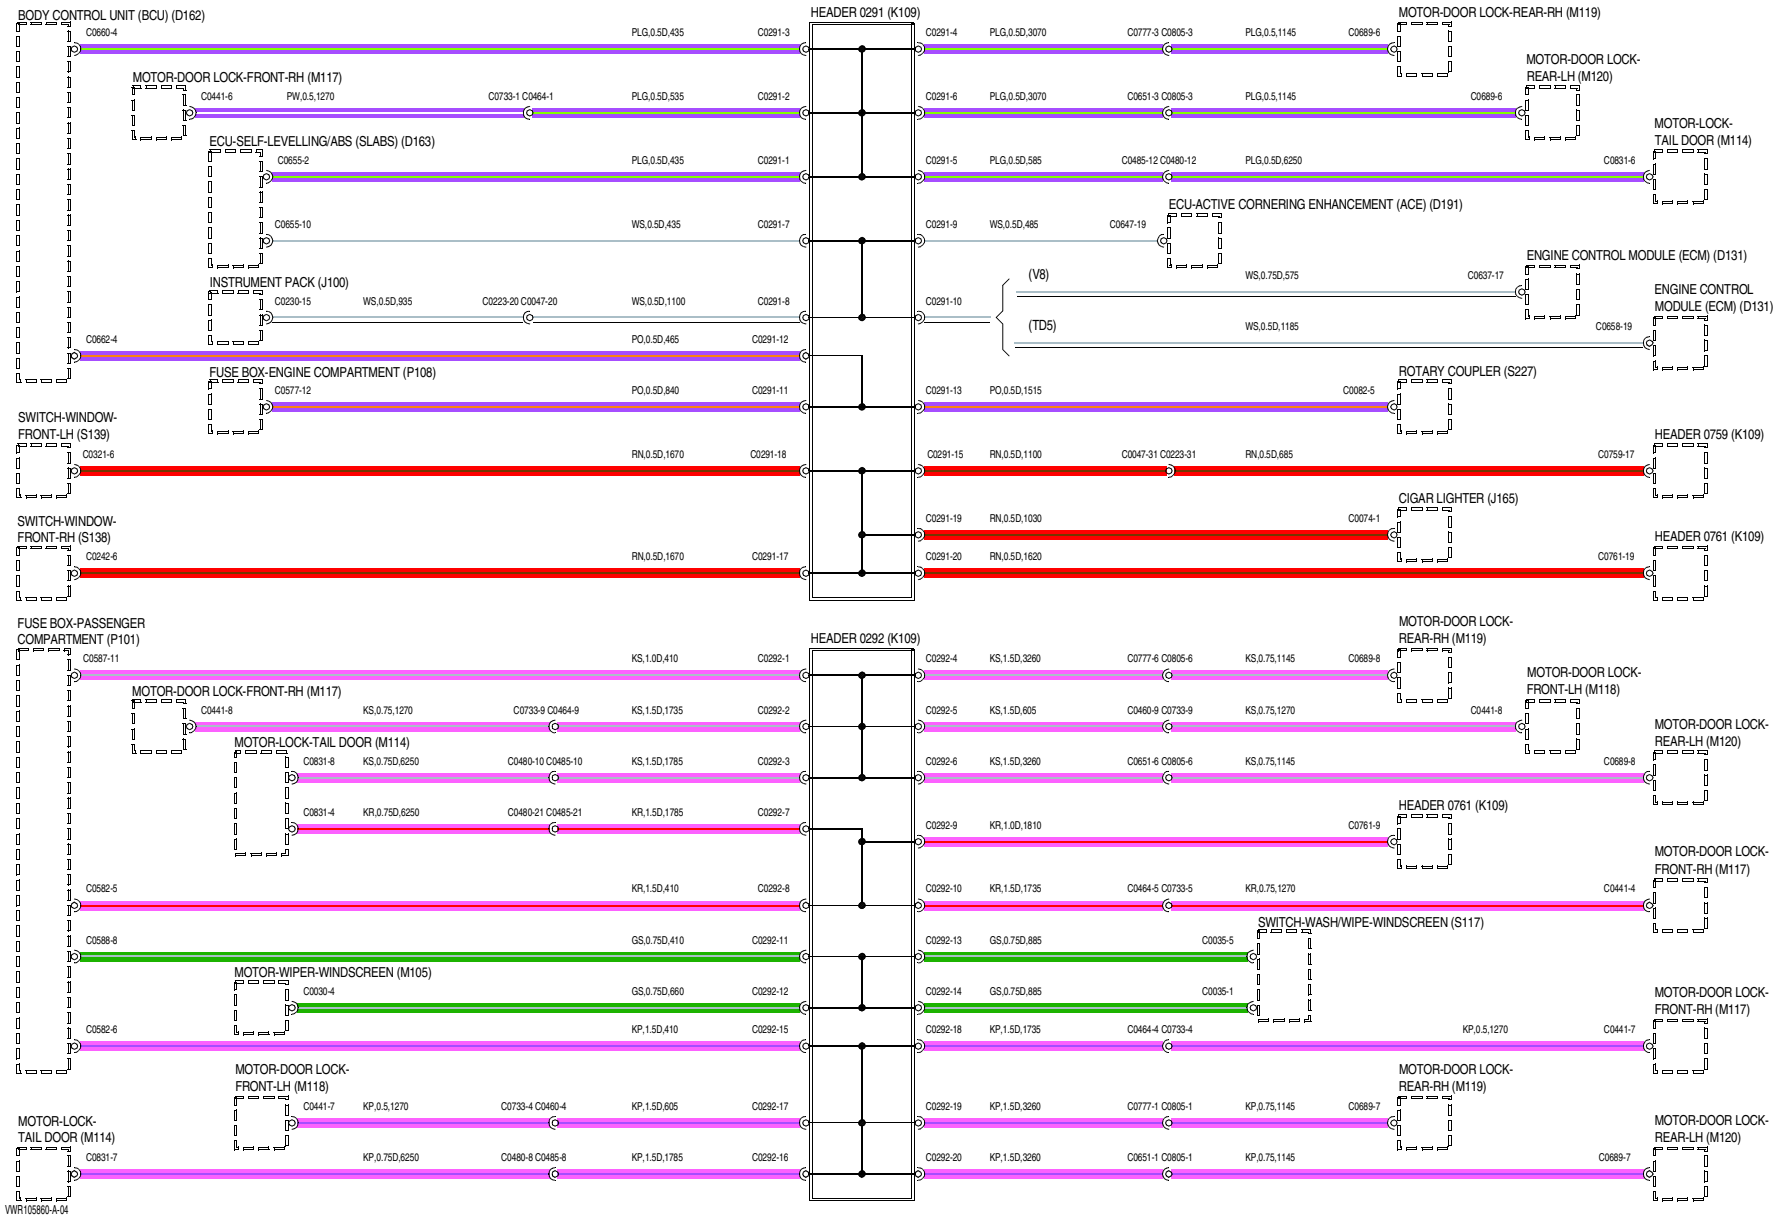 BODY CONTROL UNIT (BCU) (D162)
HEADER 0291 (K109)
MOTOR-DOOR LOCK-REAR-RH (M119)
C0660-4
PLG,0.5D,435
C0291-3
C0291-4
PLG,0.5D,3070
C0777-3 C0805-3
PLG,0.5,1145
C0689-6
MOTOR-DOOR LOCK-
REAR-LH (M120)
MOTOR-DOOR LOCK-FRONT-RH (M117)
C0441-6
PW,0.5,1270
C0733-1 C0464-1
PLG,0.5D,535
C0291-2
C0291-6
PLG,0.5D,3070
C0651-3 C0805-3
PLG,0.5,1145
C0689-6
MOTOR-LOCK-
TAIL DOOR (M114)
ECU-SELF-LEVELLING/ABS (SLABS) (D163)
C0655-2
PLG,0.5D,435
C0291-1
C0291-5
PLG,0.5D,585
C0485-12 C0480-12
PLG,0.5D,6250
C0831-6
ECU-ACTIVE CORNERING ENHANCEMENT (ACE) (D191)
C0655-10
WS,0.5D,435
C0291-7
C0291-9
WS,0.5D,485
C0647-19
ENGINE CONTROL MODULE (ECM) (D131)
(V8)
WS,0.75D,575
C0637-17
INSTRUMENT PACK (J100)
ENGINE CONTROL
MODULE (ECM) (D131)
C0230-15
WS,0.5D,935
C0223-20 C0047-20
WS,0.5D,1100
C0291-8
C0291-10
(TD5)
WS,0.5D,1185
C0658-19
C0662-4
PO,0.5D,465
C0291-12
FUSE BOX-ENGINE COMPARTMENT (P108)
ROTARY COUPLER (S227)
C0577-12
PO,0.5D,840
C0291-11
C0291-13
PO,0.5D,1515
C0082-5
SWITCH-WINDOW-
FRONT-LH (S139)
HEADER 0759 (K109)
C0321-6
RN,0.5D,1670
C0291-18
C0291-15
RN,0.5D,1100
C0047-31 C0223-31
RN,0.5D,685
C0759-17
CIGAR LIGHTER (J165)
C0291-19
RN,0.5D,1030
C0074-1
SWITCH-WINDOW-
FRONT-RH (S138)
HEADER 0761 (K109)
C0242-6
RN,0.5D,1670
C0291-17
C0291-20
RN,0.5D,1620
C0761-19
FUSE BOX-PASSENGER
COMPARTMENT (P101)
HEADER 0292 (K109)
MOTOR-DOOR LOCK-
REAR-RH (M119)
C0587-11
KS,1.0D,410
C0292-1
C0292-4
KS,1.5D,3260
C0777-6 C0805-6
KS,0.75,1145
C0689-8
MOTOR-DOOR LOCK-
FRONT-LH (M118)
MOTOR-DOOR LOCK-FRONT-RH (M117)
C0441-8
KS,0.75,1270
C0733-9 C0464-9
KS,1.5D,1735
C0292-2
C0292-5
KS,1.5D,605
C0460-9 C0733-9
KS,0.75,1270
C0441-8
MOTOR-DOOR LOCK-
REAR-LH (M120)
MOTOR-LOCK-TAIL DOOR (M114)
C0831-8
KS,0.75D,6250
C0480-10 C0485-10
KS,1.5D,1785
C0292-3
C0292-6
KS,1.5D,3260
C0651-6 C0805-6
KS,0.75,1145
C0689-8
HEADER 0761 (K109)
C0831-4
KR,0.75D,6250
C0480-21 C0485-21
KR,1.5D,1785
C0292-7
C0292-9
KR,1.0D,1810
C0761-9
MOTOR-DOOR LOCK-
FRONT-RH (M117)
C0582-5
KR,1.5D,410
C0292-8
C0292-10
KR,1.5D,1735
C0464-5 C0733-5
KR,0.75,1270
C0441-4
SWITCH-WASH/WIPE-WINDSCREEN (S117)
C0588-8
GS,0.75D,410
C0292-11
C0292-13
GS,0.75D,885
C0035-5
MOTOR-WIPER-WINDSCREEN (M105)
C0030-4
GS,0.75D,660
C0292-12
C0292-14
GS,0.75D,885
C0035-1
MOTOR-DOOR LOCK-
FRONT-RH (M117)
C0582-6
KP,1.5D,410
C0292-15
C0292-18
KP,1.5D,1735
C0464-4 C0733-4
KP,0.5,1270
C0441-7
MOTOR-DOOR LOCK-
FRONT-LH (M118)
MOTOR-DOOR LOCK-
REAR-RH (M119)
C0441-7
KP,0.5,1270
C0733-4 C0460-4
KP,1.5D,605
C0292-17
C0292-19
KP,1.5D,3260
C0777-1 C0805-1
KP,0.75,1145
C0689-7
MOTOR-LOCK-
TAIL DOOR (M114)
MOTOR-DOOR LOCK-
REAR-LH (M120)
C0831-7
KP,0.75D,6250
C0480-8 C0485-8
KP,1.5D,1785
C0292-16
C0292-20
KP,1.5D,3260
C0651-1 C0805-1
KP,0.75,1145
C0689-7
VWR105860-A-04